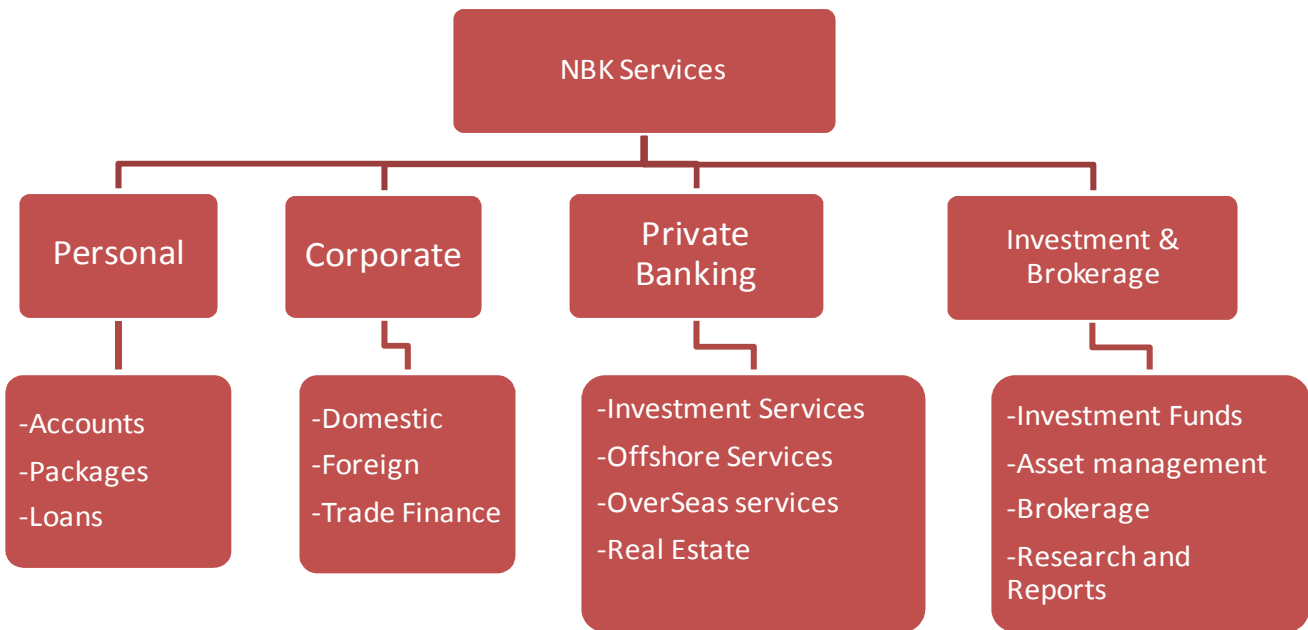 NBK Services
Personal
Corporate
Private
Banking
Investment &
Brokerage
-Accounts
-Packages
-Loans
-Domestic
-Foreign
-Trade Finance
-Investment Services
-Offshore Services
-OverSeas services
-Real Estate
-Investment Funds
-Asset management
-Brokerage
-Research and
Reports